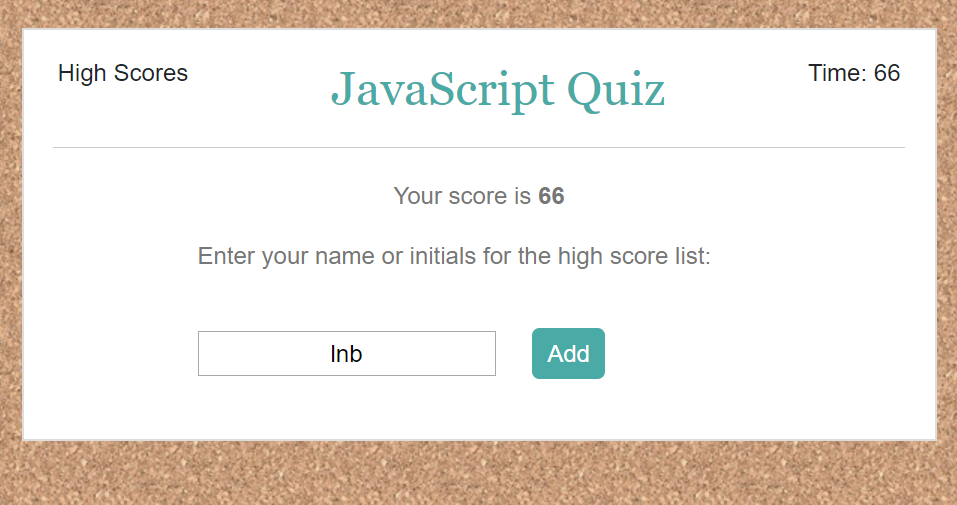 High Scores
JavaScript Quiz
Time: 66
Your score is 66
Enter your name or initials for the high score list:
lnb
Add